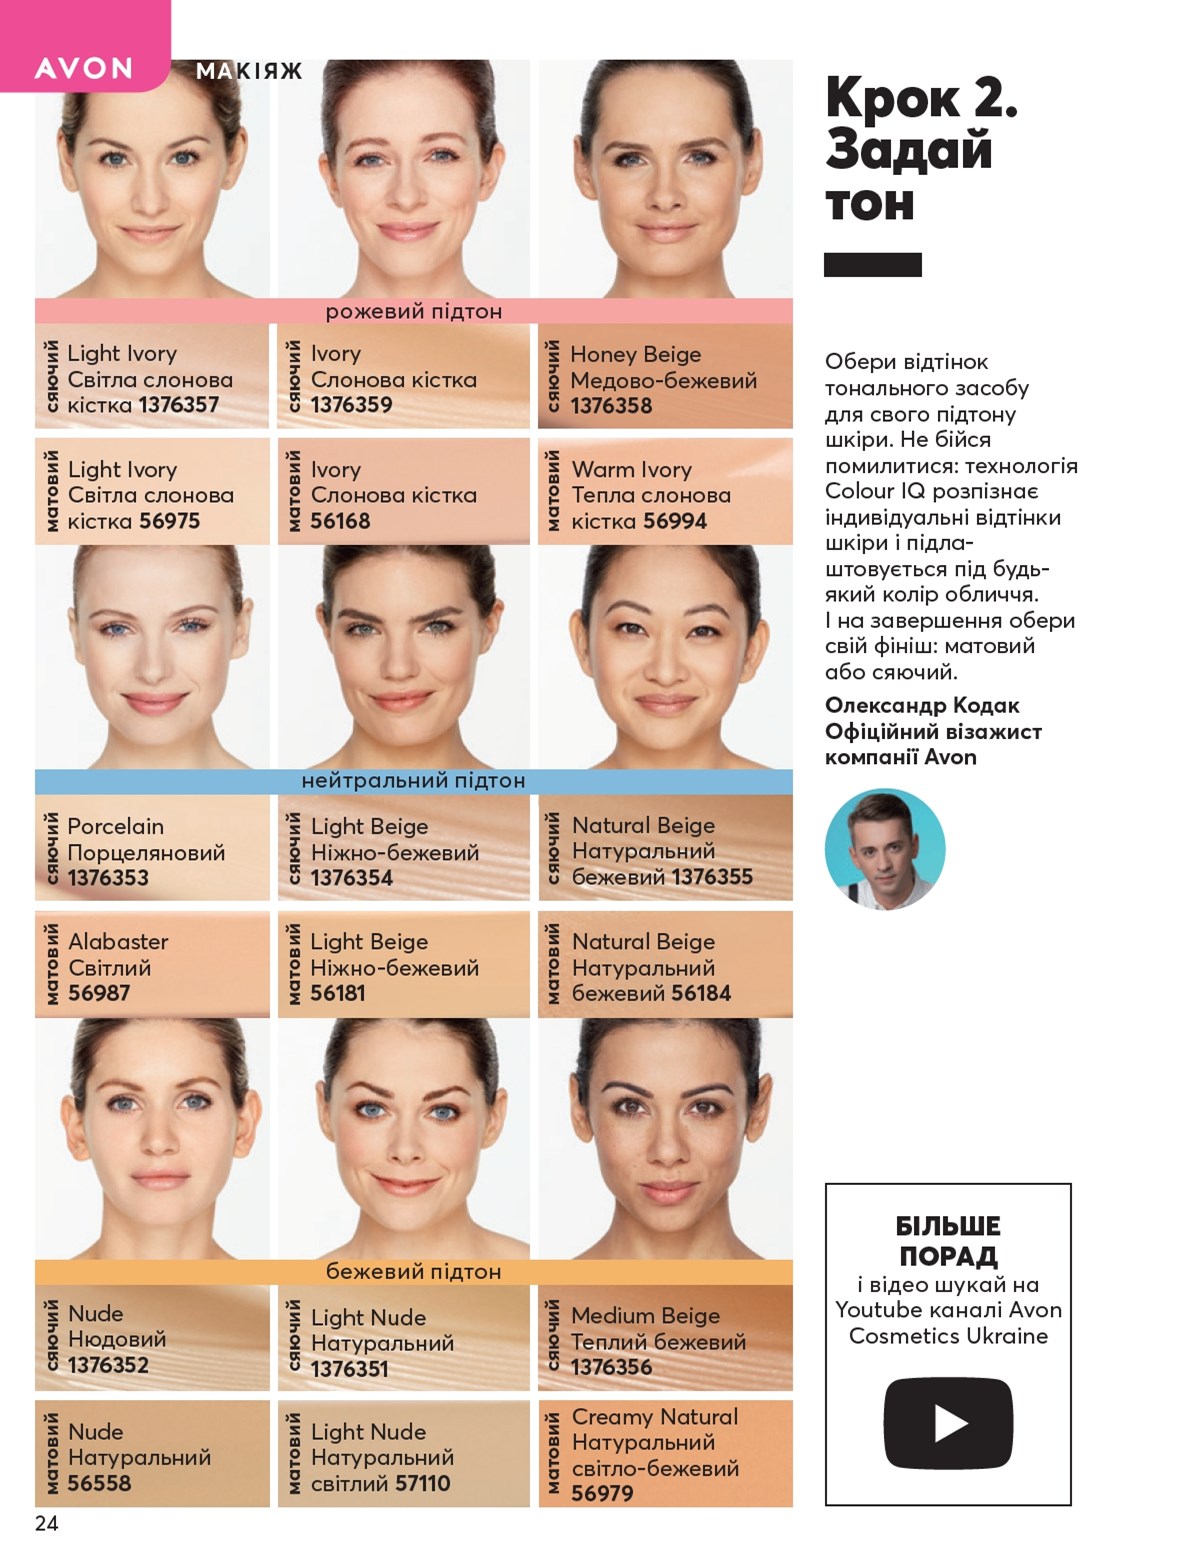 AVON
МАКІЯЖ
Крок 2.
Задай
тон
рожевий підтон
сяючий
Light Ivory
Світла слонова
кістка 1376357
сяючий
Ivory
Слонова кістка
1376359
сяючий
Honey Beige
Медово-бежевий
1376358
матовий
Light Ivory
Світла слонова
кістка 56975
матовий
Ivory
Слонова кістка
56168
матовий
Warm Ivory
Тепла слонова
кістка 56994
нейтральний підтон
сяючий
Porcelain
Порцеляновий
1376353
сяючий
Light Beige
Ніжно-бежевий
1376354
сяючий
Natural Beige
Натуральний
бежевий 1376355
матовий
Alabaster
Світлий
56987
матовий
Light Beige
Ніжно-бежевий
56181
матовий
Natural Beige
Натуральний
бежевий 56184
бежевий підтон
сяючий
Nude
Нюдовий
1376352
сяючий
Light Nude
Натуральний
1376351
сяючий
Medium Beige
Теплий бежевий
1376356
матовий
Nude
Натуральний
56558
матовий
Light Nude
Натуральний
світлий 57110
матовий
Creamy Natural
Натуральний
світло-бежевий
56979
Обери відтінок
тонального засобу
для свого підтону
шкіри. Не бійся
помилитися: технологія
Colour IQ розпізнає
індивідуальні відтінки
шкіри і підла-
штовується під будь-
який колір обличчя.
І на завершення обери
свій фініш: матовий
або сяючий.
Олександр Кодак
Офіційний візажист
компанії Avon
БІЛЬШЕ
ПОРАД
і відео шукай на
Youtube каналі Avon
Cosmetics Ukraine
24